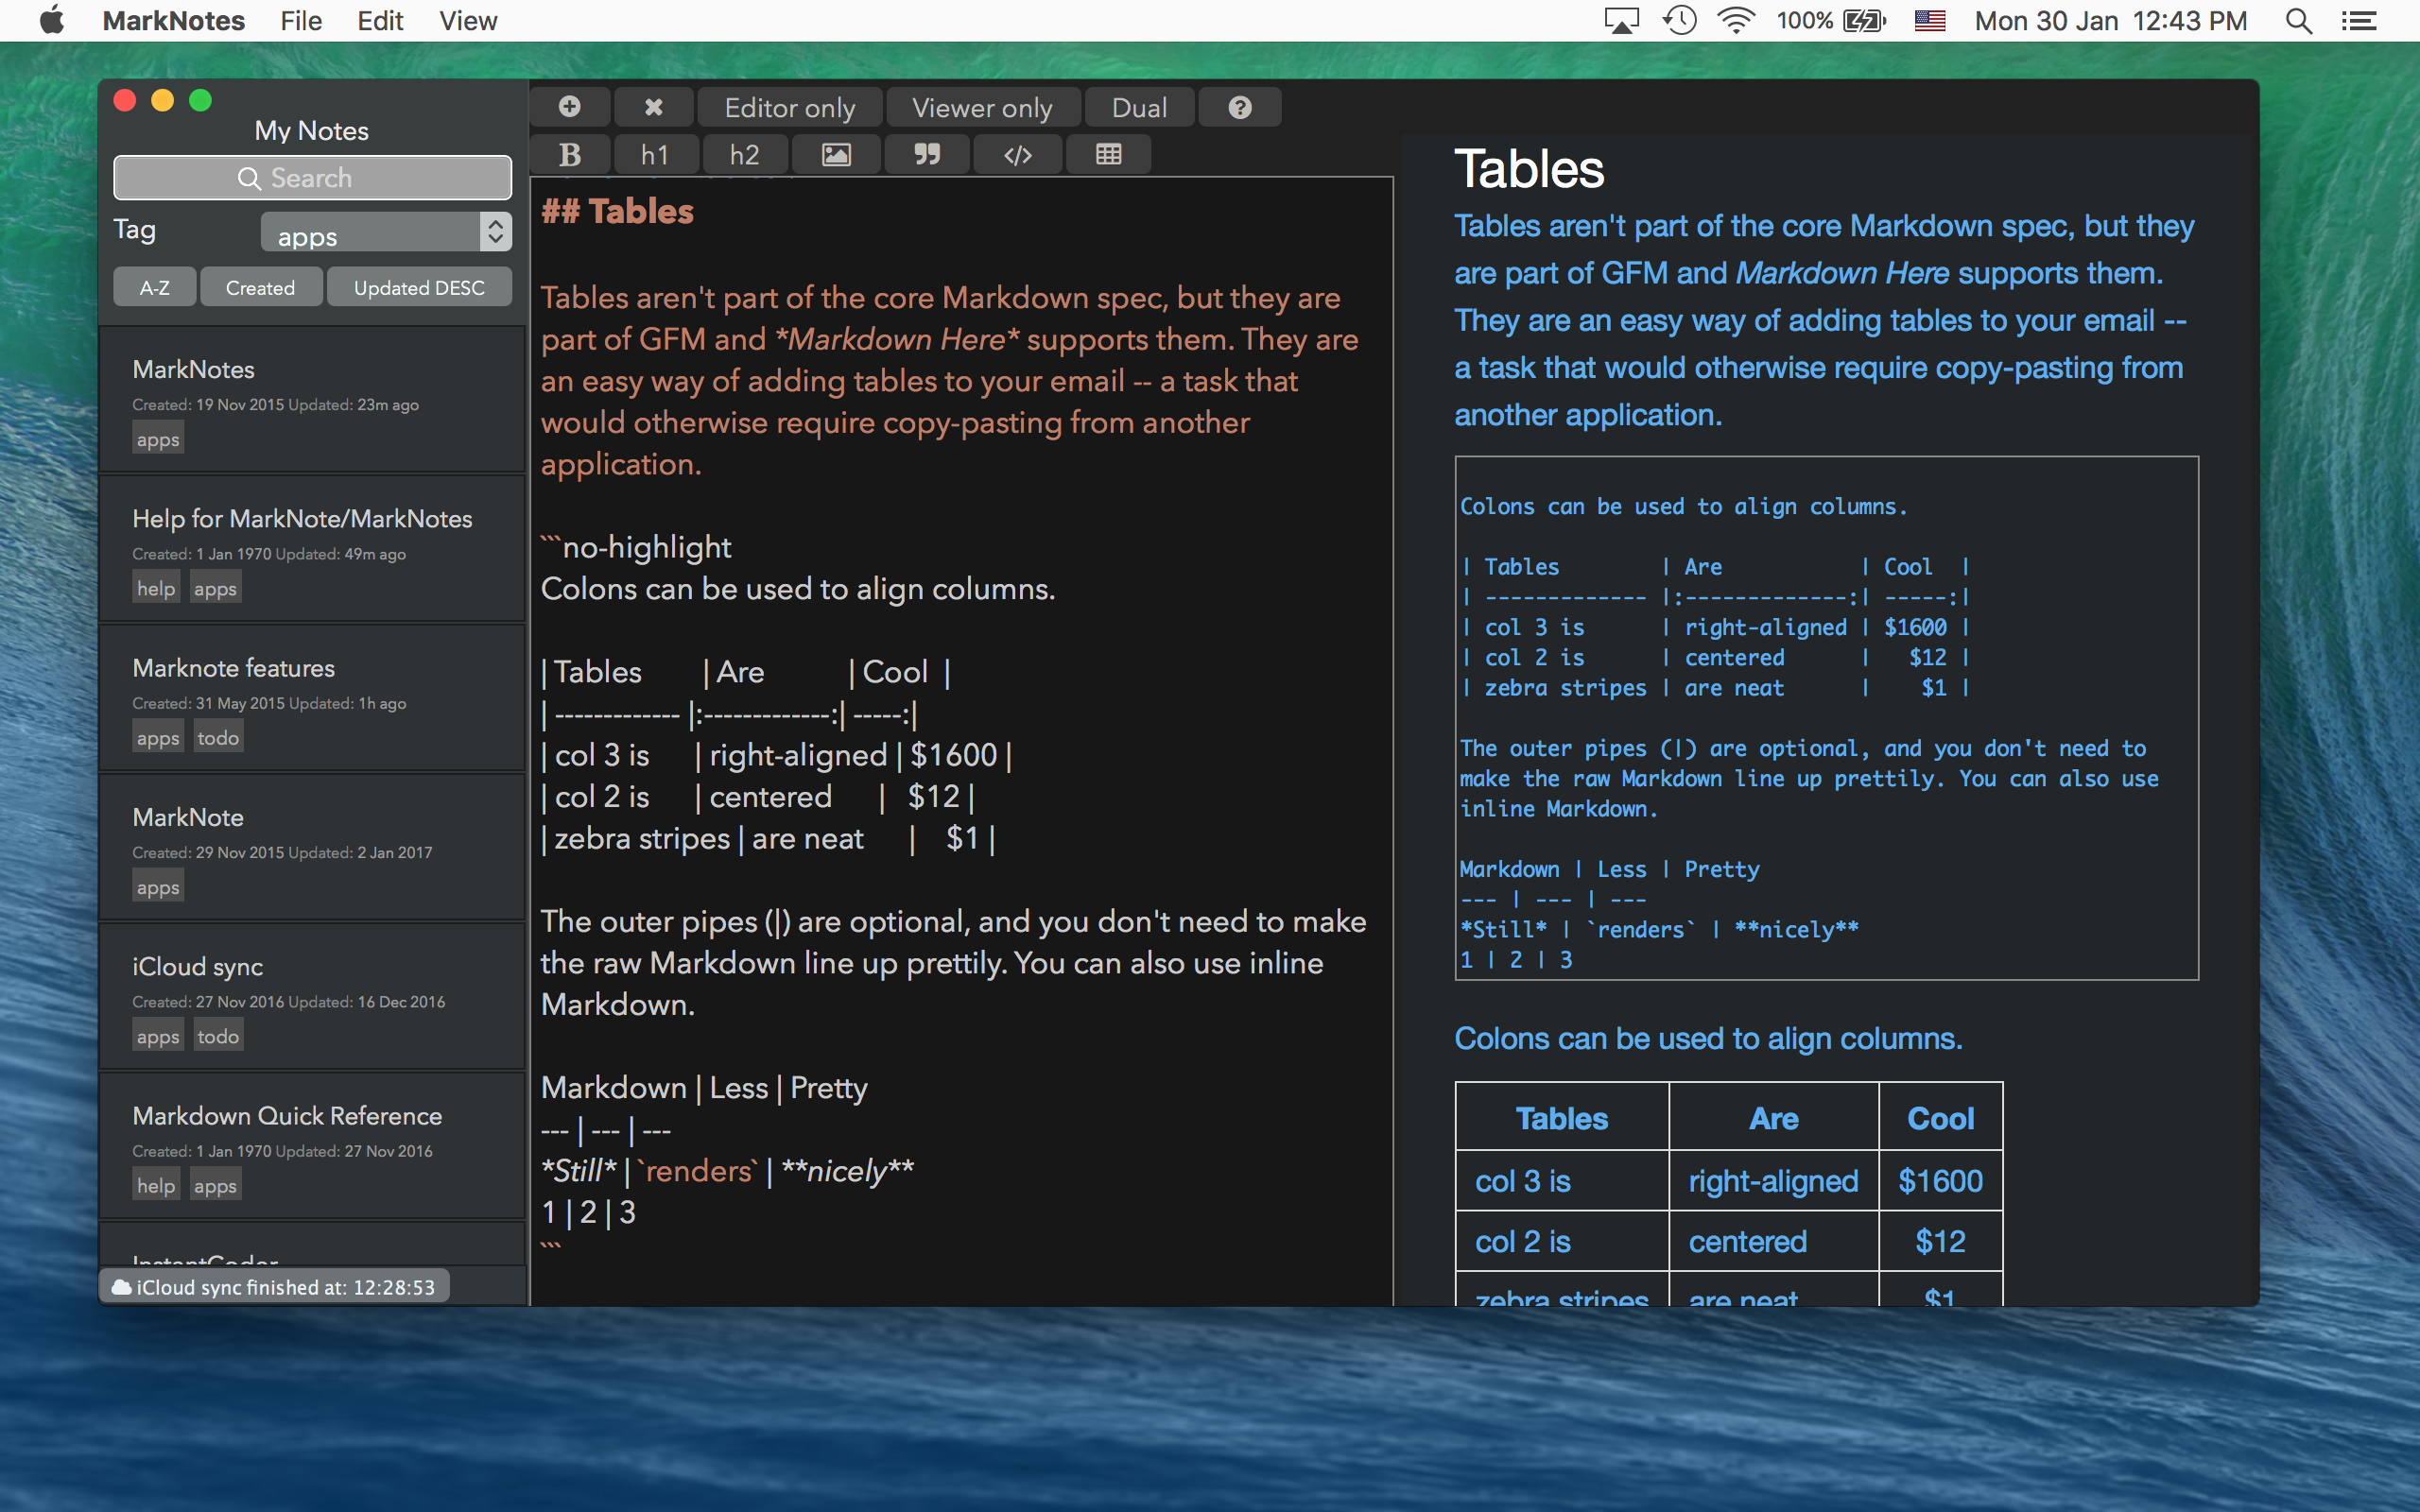 MarkNotes File Edit View 100% Mon 30 Jan 12:43 PM
My Notes
Search
Tag apps
A-Z Created Updated DESC
MarkNotes
Created: 19 Nov 2015 Updated: 23m ago
apps
Help for MarkNote/MarkNotes
Created: 1 Jan 1970 Updated: 49m ago
help apps
Marknote features
Created: 31 May 2015 Updated: 1h ago
apps todo
MarkNote
Created: 29 Nov 2015 Updated: 2 Jan 2017
apps
iCloud sync
Created: 27 Nov 2016 Updated: 16 Dec 2016
apps todo
Markdown Quick Reference
Created: 1 Jan 1970 Updated: 27 Nov 2016
help apps
InstantCoder
iCloud sync finished at: 12:28:53
Editor only Viewer only Dual ?
B h1 h2 </>
## Tables
Tables aren't part of the core Markdown spec, but they are
part of GFM and *Markdown Here* supports them. They are
an easy way of adding tables to your email -- a task that
would otherwise require copy-pasting from another
application.
```no-highlight
Colons can be used to align columns.
| Tables        | Are           | Cool  |
| ------------- |:-------------:| -----:|
| col 3 is      | right-aligned | $1600 |
| col 2 is      | centered      |   $12 |
| zebra stripes | are neat      |    $1 |
The outer pipes (|) are optional, and you don't need to make
the raw Markdown line up prettily. You can also use inline
Markdown.
Markdown | Less | Pretty
--- | --- | ---
*Still* | `renders` | **nicely**
1 | 2 | 3
```
Tables
Tables aren't part of the core Markdown spec, but they
are part of GFM and Markdown Here supports them.
They are an easy way of adding tables to your email --
a task that would otherwise require copy-pasting from
another application.
Colons can be used to align columns.
| Tables        | Are           | Cool  |
| ------------- |:-------------:| -----:|
| col 3 is      | right-aligned | $1600 |
| col 2 is      | centered      |   $12 |
| zebra stripes | are neat      |    $1 |
The outer pipes (|) are optional, and you don't need to
make the raw Markdown line up prettily. You can also use
inline Markdown.
Markdown | Less | Pretty
--- | --- | ---
*Still* | `renders` | **nicely**
1 | 2 | 3
Colons can be used to align columns.
Tables Are Cool
col 3 is right-aligned $1600
col 2 is centered $12
zebra stripes are neat $1